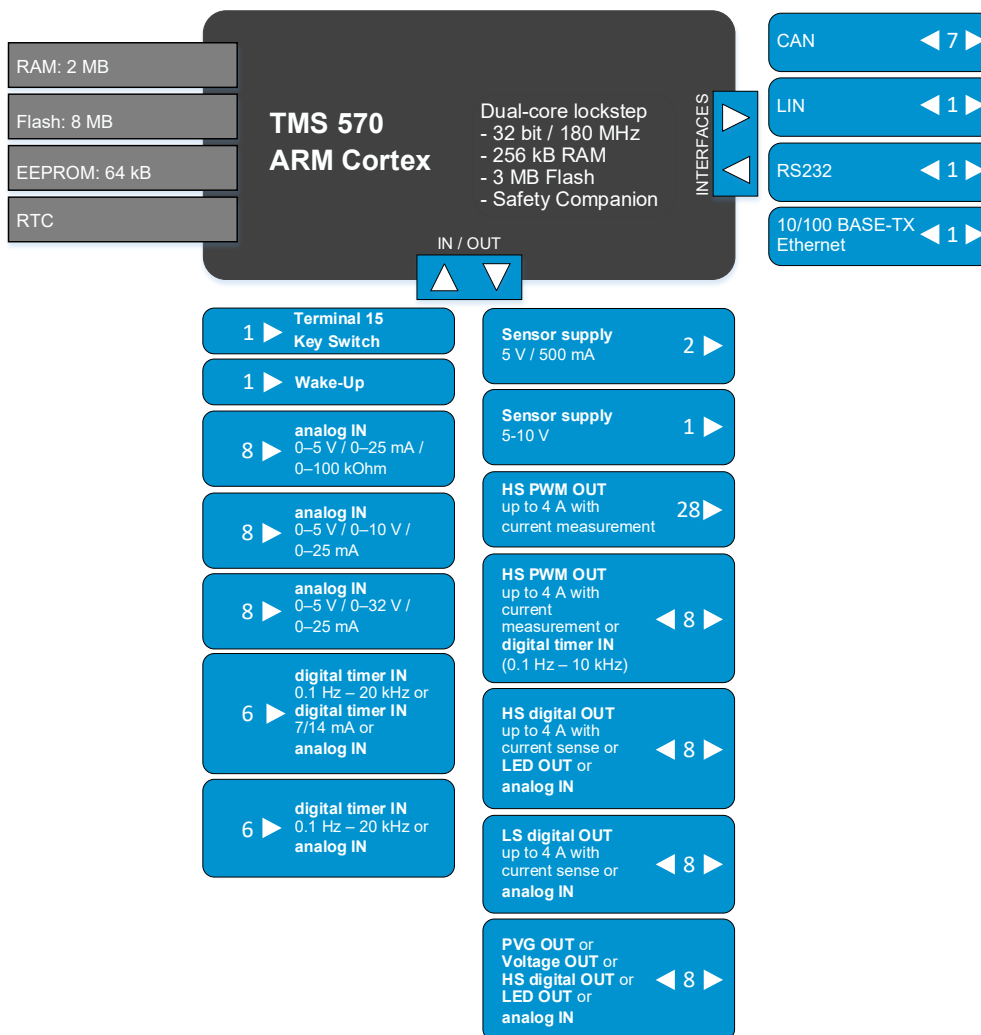 RAM: 2 MB
Flash: 8 MB
EEPROM: 64 kB
RTC
TMS 570
ARM Cortex
Dual-core lockstep
- 32 bit / 180 MHz
- 256 kB RAM
- 3 MB Flash
- Safety Companion
INTERFACES
CAN
7
LIN
1
RS232
1
10/100 BASE-TX
Ethernet
1
IN / OUT
1
Terminal 15
Key Switch
1
Wake-Up
8
analog IN
0–5 V / 0–25 mA /
0–100 kOhm
8
analog IN
0–5 V / 0–10 V /
0–25 mA
8
analog IN
0–5 V / 0–32 V /
0–25 mA
6
digital timer IN
0.1 Hz – 20 kHz or
digital timer IN
7/14 mA or
analog IN
6
digital timer IN
0.1 Hz – 20 kHz or
analog IN
Sensor supply
5 V / 500 mA
2
Sensor supply
5-10 V
1
HS PWM OUT
up to 4 A with
current measurement
28
HS PWM OUT
up to 4 A with
current
measurement or
digital timer IN
(0.1 Hz – 10 kHz)
8
HS digital OUT
up to 4 A with
current sense or
LED OUT or
analog IN
8
LS digital OUT
up to 4 A with
current sense or
analog IN
8
PVG OUT or
Voltage OUT or
HS digital OUT or
LED OUT or
analog IN
8